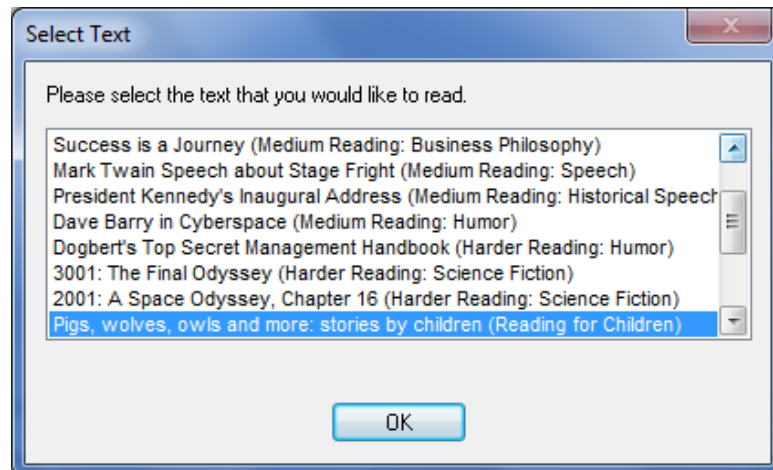 Select Text
Please select the text that you would like to read.
Success is a Journey (Medium Reading: Business Philosophy)
Mark Twain Speech about Stage Fright (Medium Reading: Speech)
President Kennedy's Inaugural Address (Medium Reading: Historical Speech
Dave Barry in Cyberspace (Medium Reading: Humor)
Dogbert's Top Secret Management Handbook (Harder Reading: Humor)
3001: The Final Odyssey (Harder Reading: Science Fiction)
2001: A Space Odyssey, Chapter 16 (Harder Reading: Science Fiction)
Pigs, wolves, owls and more: stories by children (Reading for Children)
OK